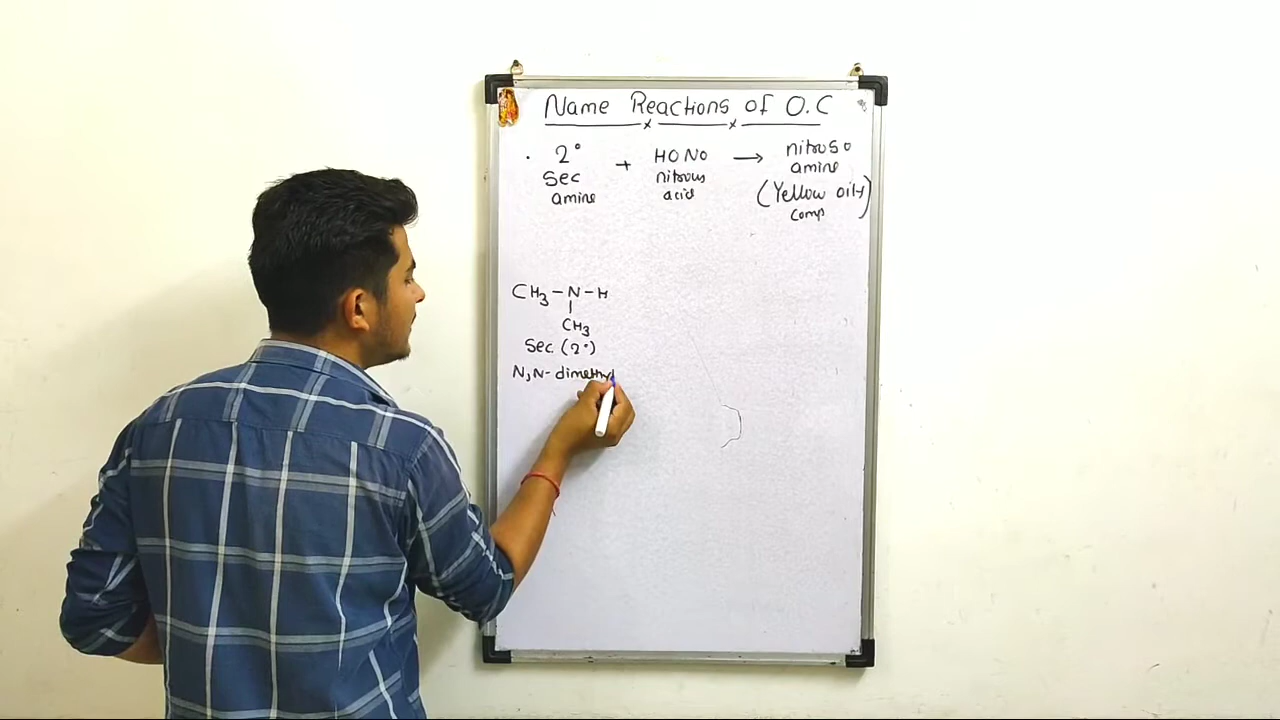 Name Reactions of O.C
· 2° + HONO → nitroso
Sec nitrous amine
amine acid (Yellow oily)
comp
CH3-N-H
CH3
Sec. (2°)
N,N- dimethyl